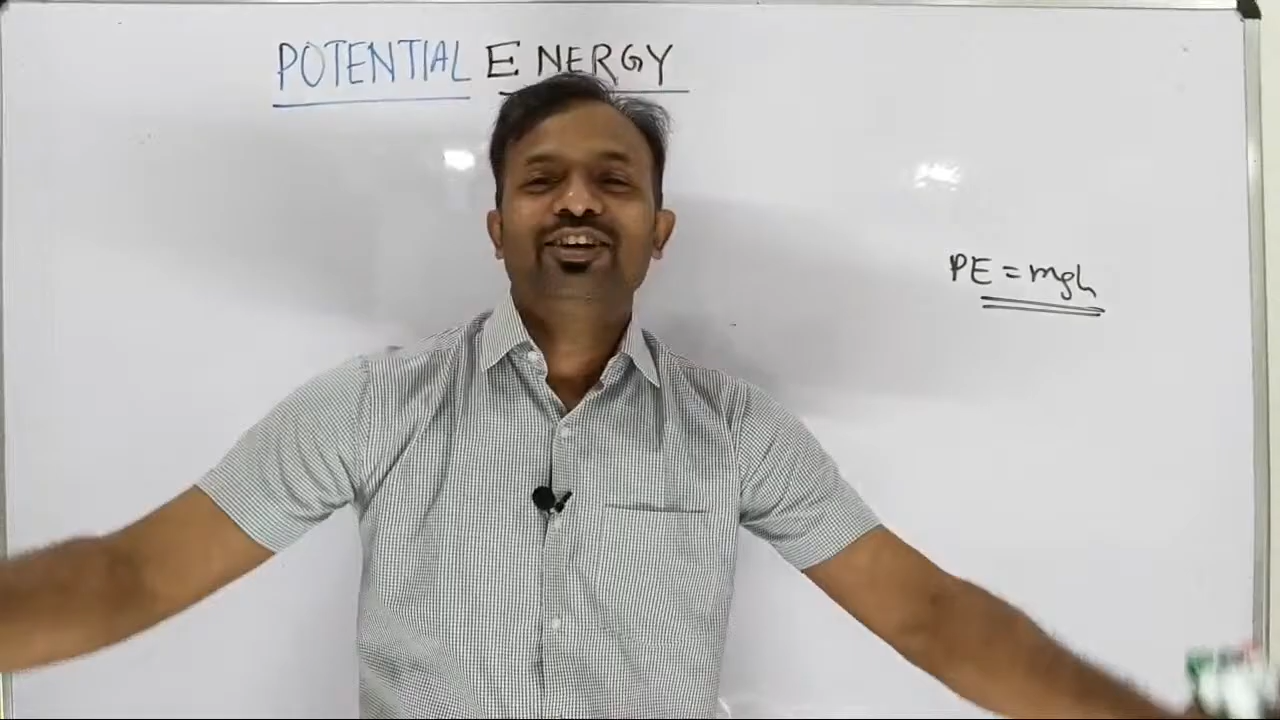 POTENTIAL ENERGY
PE = mgh